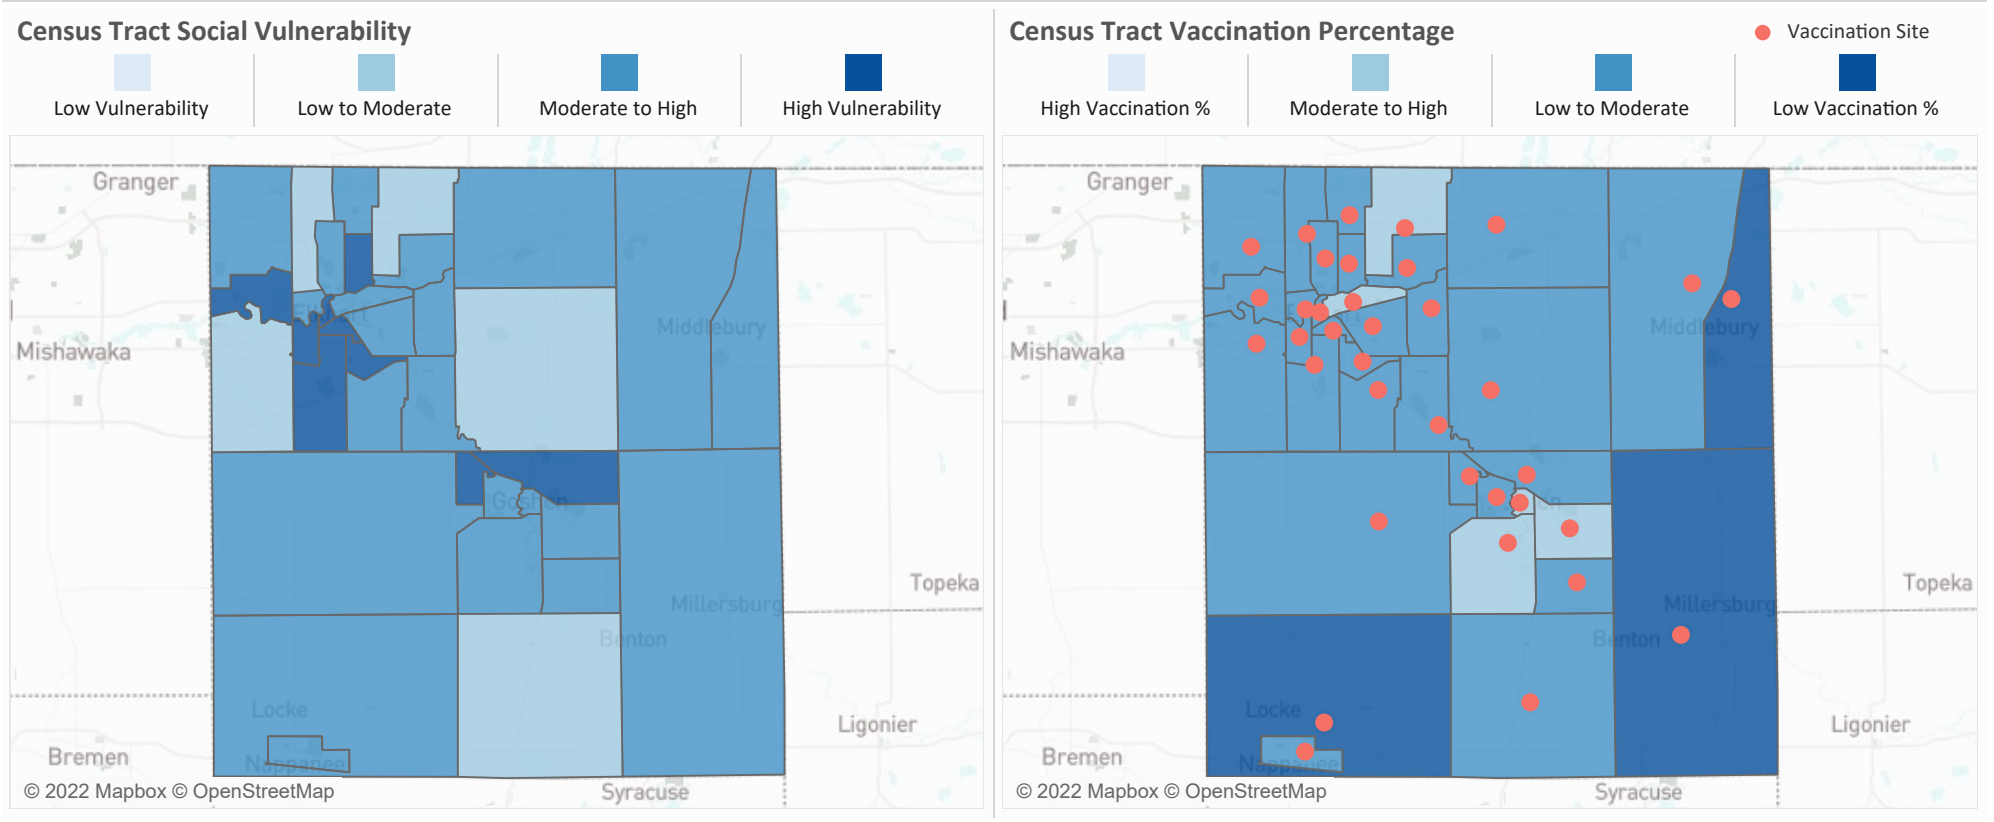 Census Tract Social Vulnerability
Low Vulnerability
Low to Moderate
Moderate to High
High Vulnerability
Granger
Mishawaka
Elkhart
Middlebury
Goshen
Topeka
Millersburg
Benton
Locke
Ligonier
Bremen
Nappanee
Syracuse
© 2022 Mapbox © OpenStreetMap
Census Tract Vaccination Percentage
Vaccination Site
High Vaccination %
Moderate to High
Low to Moderate
Low Vaccination %
Granger
Mishawaka
Middlebury
Topeka
Millersburg
Benton
Locke
Ligonier
Bremen
Nappanee
Syracuse
© 2022 Mapbox © OpenStreetMap